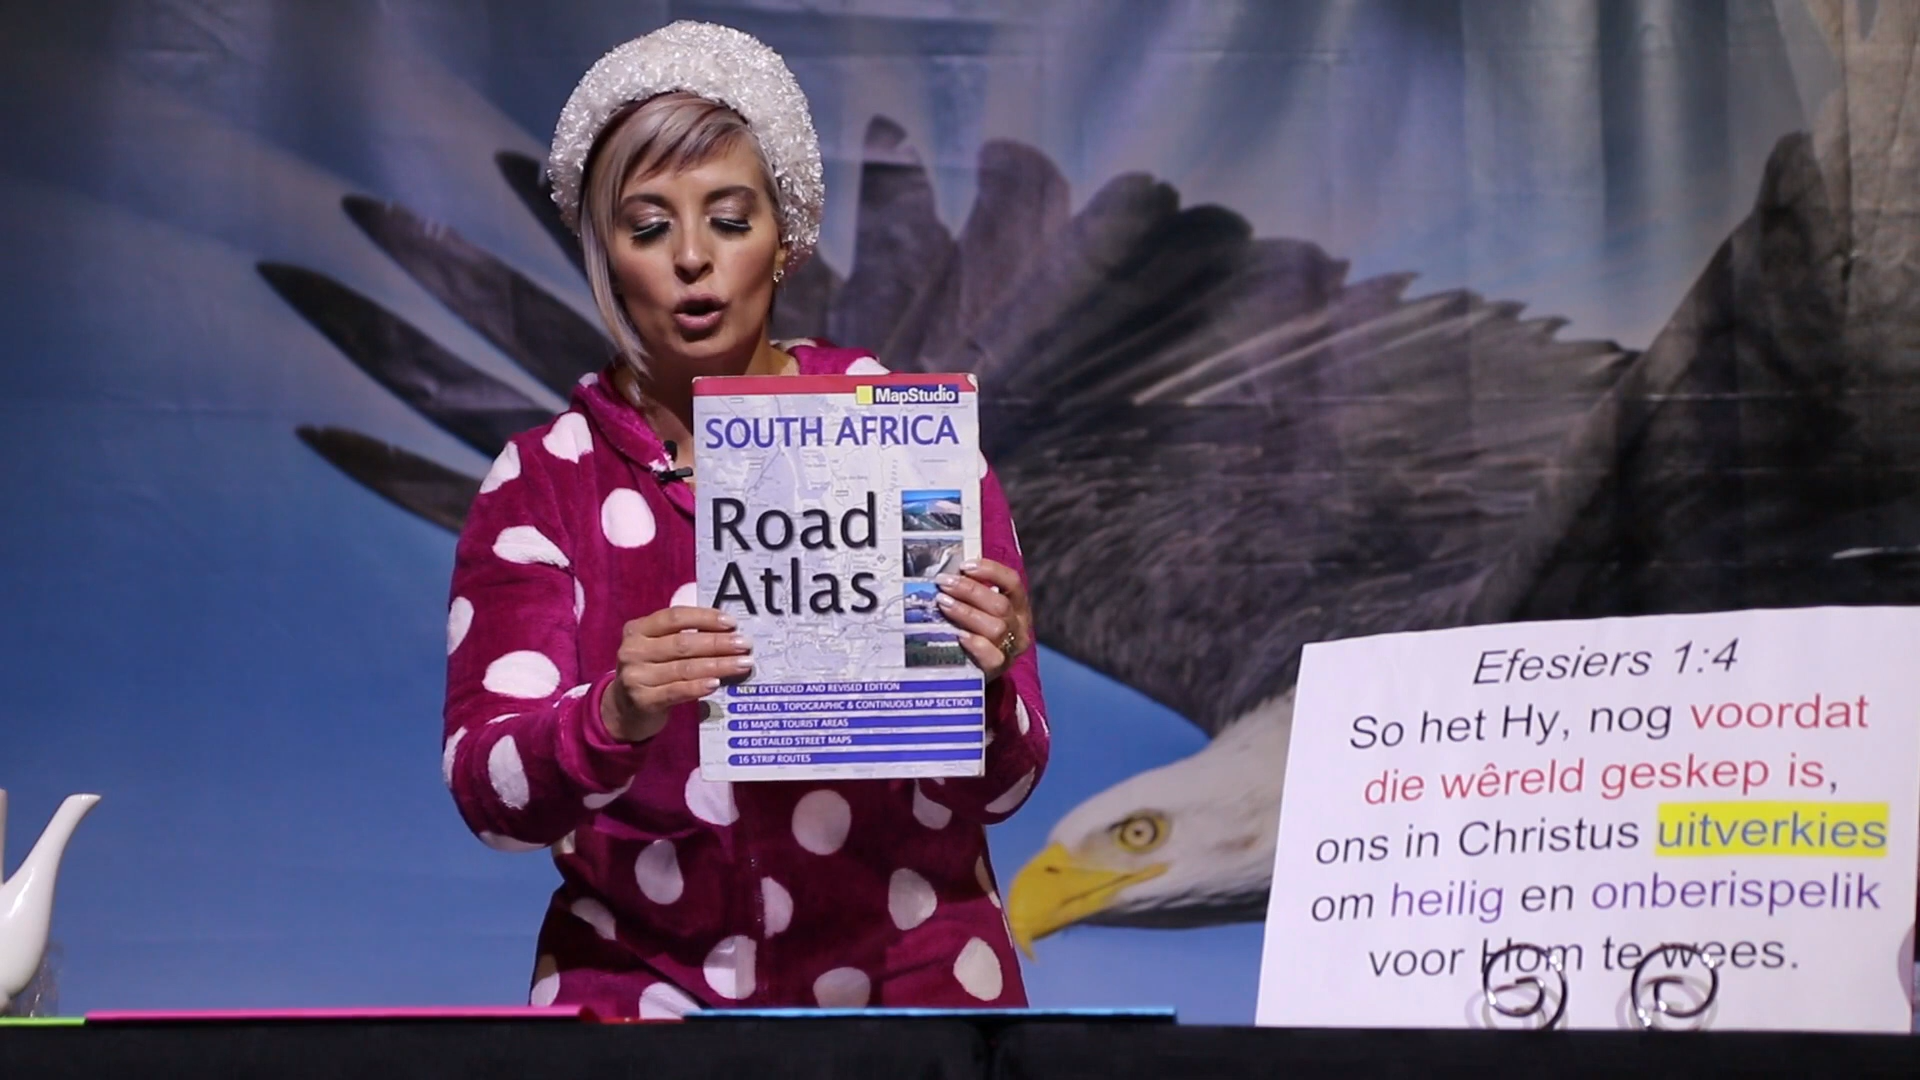 MapStudio
SOUTH AFRICA
Road
Atlas
NEW EXTENDED AND REVISED EDITION
DETAILED, TOPOGRAPHIC & CONTINUOUS MAP SECTION
16 MAJOR TOURIST AREAS
46 DETAILED STREET MAPS
16 STRIP ROUTES
Efesiers 1:4
So het Hy, nog voordat
die wêreld geskep is,
ons in Christus uitverkies
om heilig en onberispelik
voor Hom te wees.